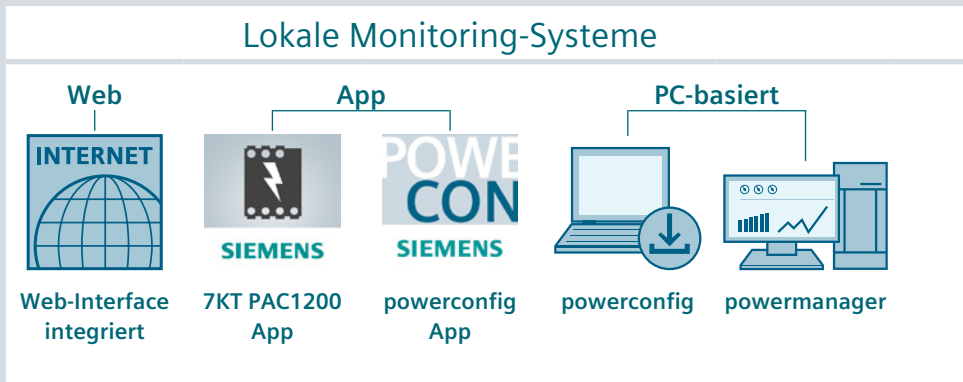 Lokale Monitoring-Systeme
Web
App
PC-basiert
INTERNET
POWE
CON
SIEMENS
SIEMENS
Web-Interface
integriert
7KT PAC1200
App
powerconfig
App
powerconfig
powermanager